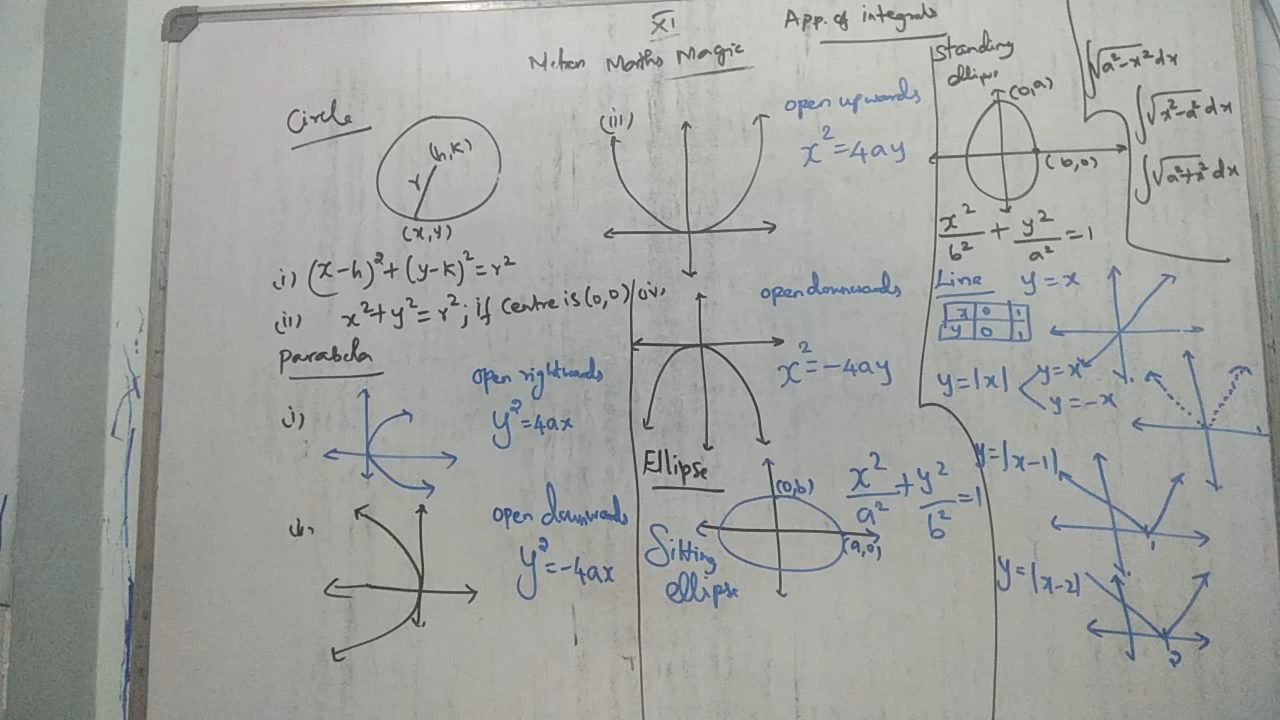 XI
App. of integrals
Maths Magic
Circle
(h,k)
r
(x,y)
i) (x-h)²+(y-k)²=r²
(ii) x²+y²=r²; if centre is (0,0)
Parabola
i)
open rightwards
y²=4ax
ii)
open downwards
y²=-4ax
(iii)
open upwards
x²=4ay
iv)
open downwards
x²=-4ay
Ellipse
(0,b)
(a,0)
x²/a²+y²/b²=1
Sitting
ellipse
Standing
ellipse
(0,a)
(b,0)
x²/b²+y²/a²=1
∫√a²-x² dx
∫√x²-a² dx
∫√a²+x² dx
Line y=x
x 0 1
y 0 1
y=|x| y=x
y=-x
y=|x-1|
1
y=|x-2|
2